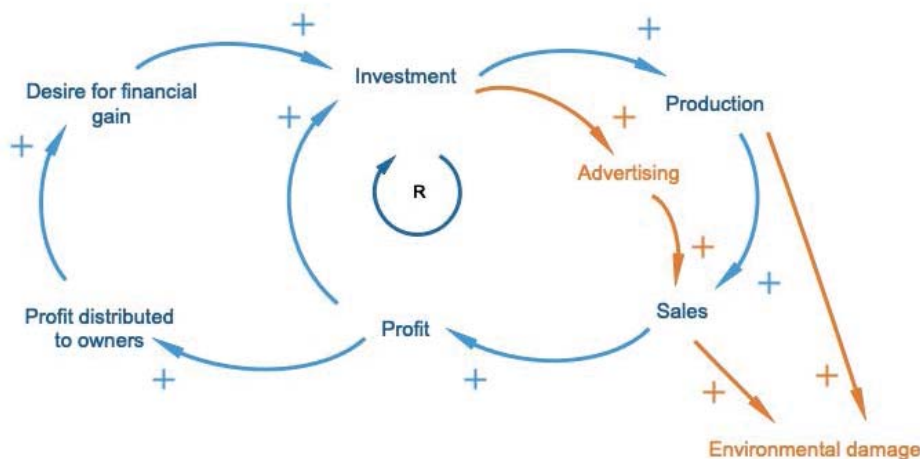 +
+
Investment
Desire for financial
gain
+
Production
+
+
Advertising
R
+
+
Profit distributed
to owners
Profit
Sales
+
+
+
+
+
Environmental damage